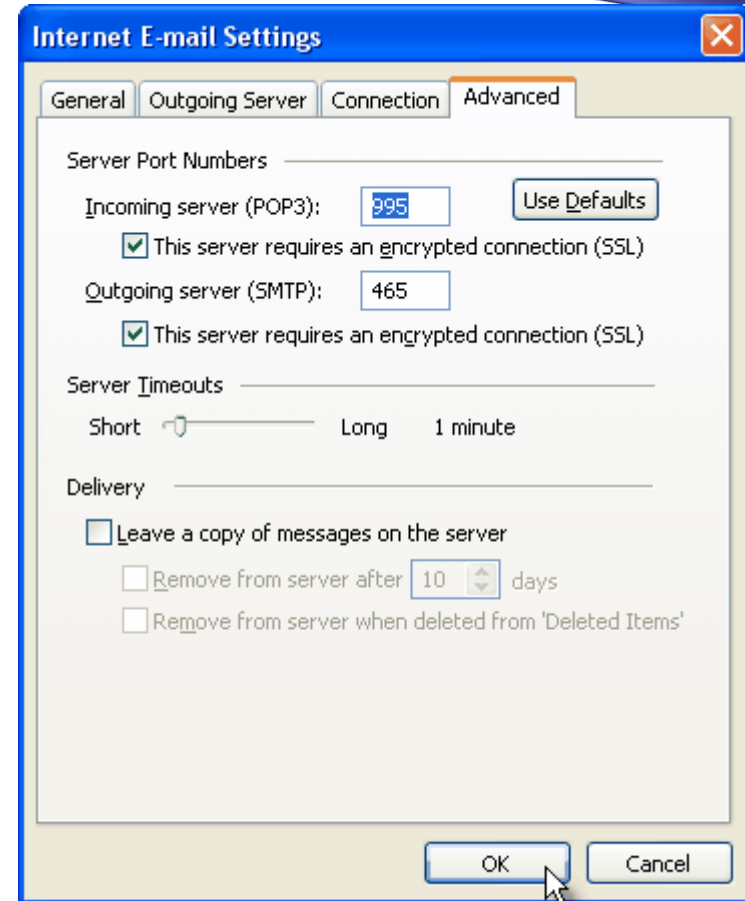 Internet E-mail Settings
General Outgoing Server Connection Advanced
Server Port Numbers
Incoming server (POP3): 995 Use Defaults
This server requires an encrypted connection (SSL)
Outgoing server (SMTP): 465
This server requires an encrypted connection (SSL)
Server Timeouts
Short Long 1 minute
Delivery
Leave a copy of messages on the server
Remove from server after 10 days
Remove from server when deleted from 'Deleted Items'
OK Cancel